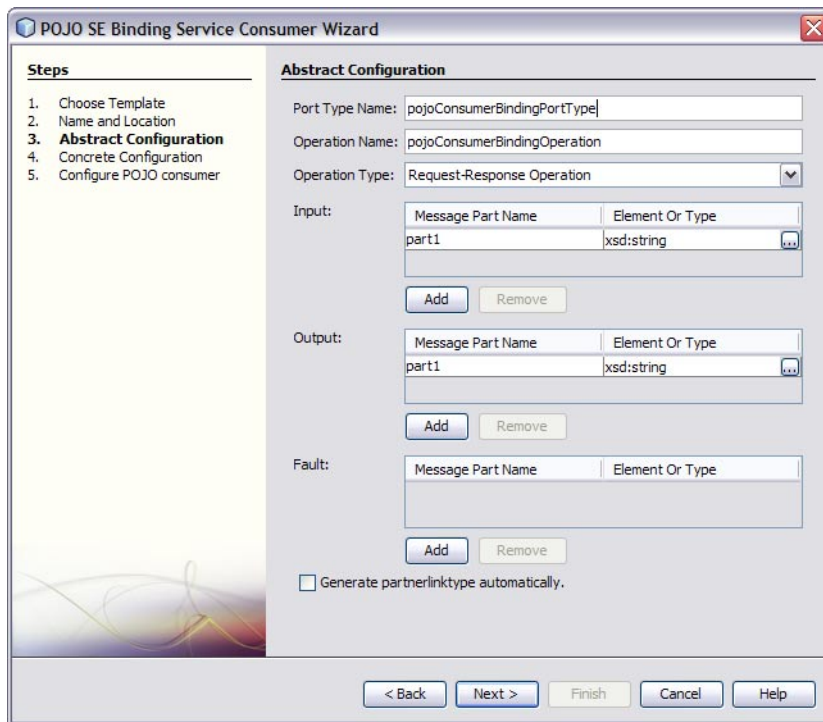 POJO SE Binding Service Consumer Wizard
Steps
1. Choose Template
2. Name and Location
3. Abstract Configuration
4. Concrete Configuration
5. Configure POJO consumer
Abstract Configuration
Port Type Name: pojoConsumerBindingPortType
Operation Name: pojoConsumerBindingOperation
Operation Type: Request-Response Operation
Input:
Message Part Name Element Or Type
part1 xsd:string ...
Add Remove
Output:
Message Part Name Element Or Type
part1 xsd:string ...
Add Remove
Fault:
Message Part Name Element Or Type
Add Remove
Generate partnerlinktype automatically.
< Back Next > Finish Cancel Help